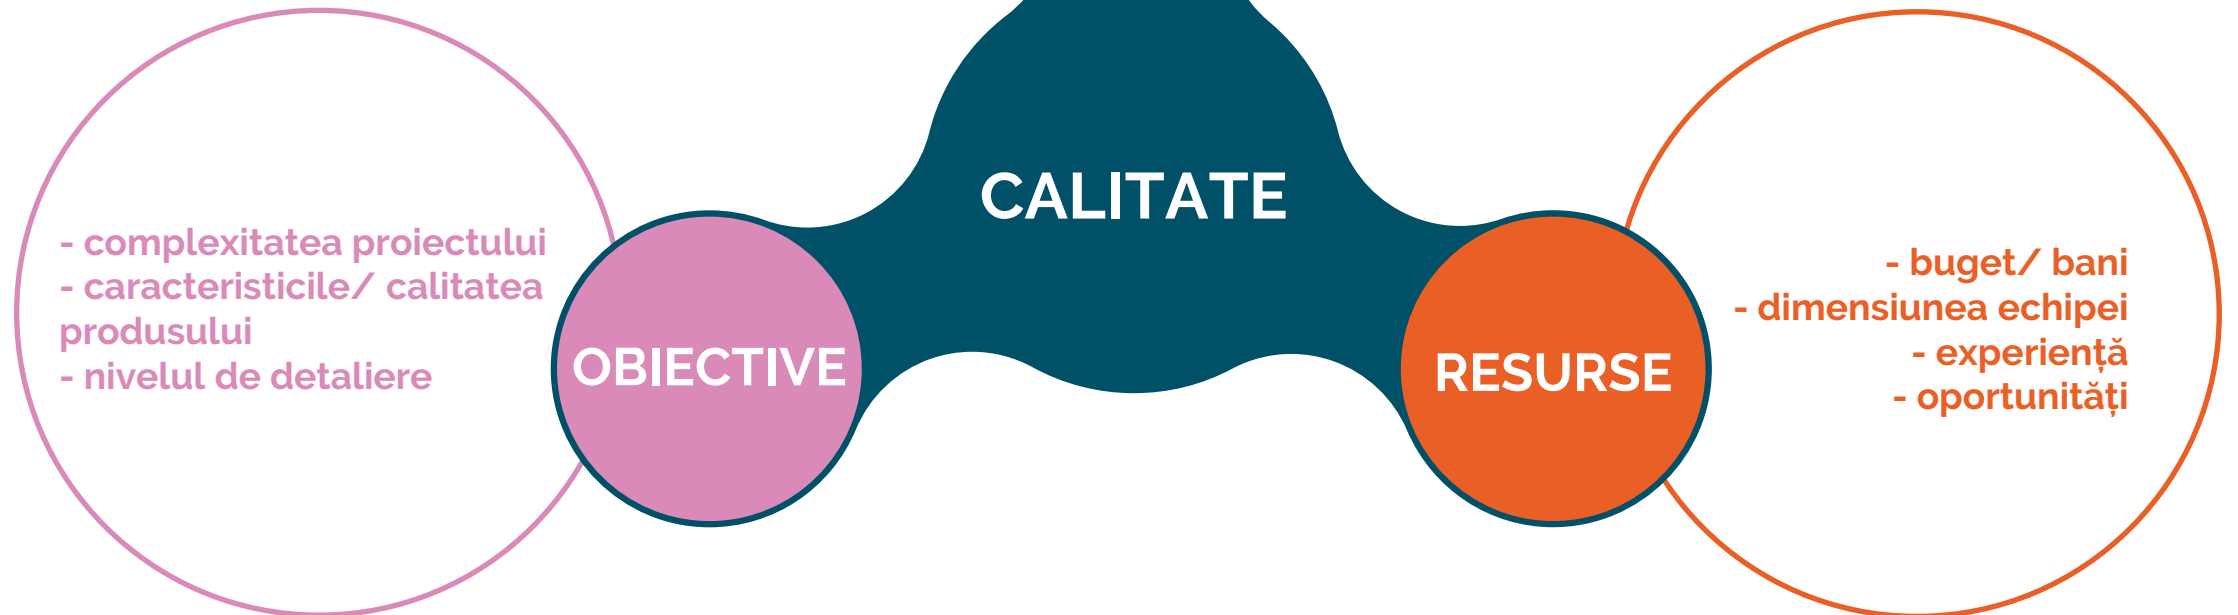 CALITATE
- complexitatea proiectului
- caracteristicile/ calitatea
produsului
- nivelul de detaliere
OBIECTIVE
RESURSE
- buget/ bani
- dimensiunea echipei
- experiență
- oportunități